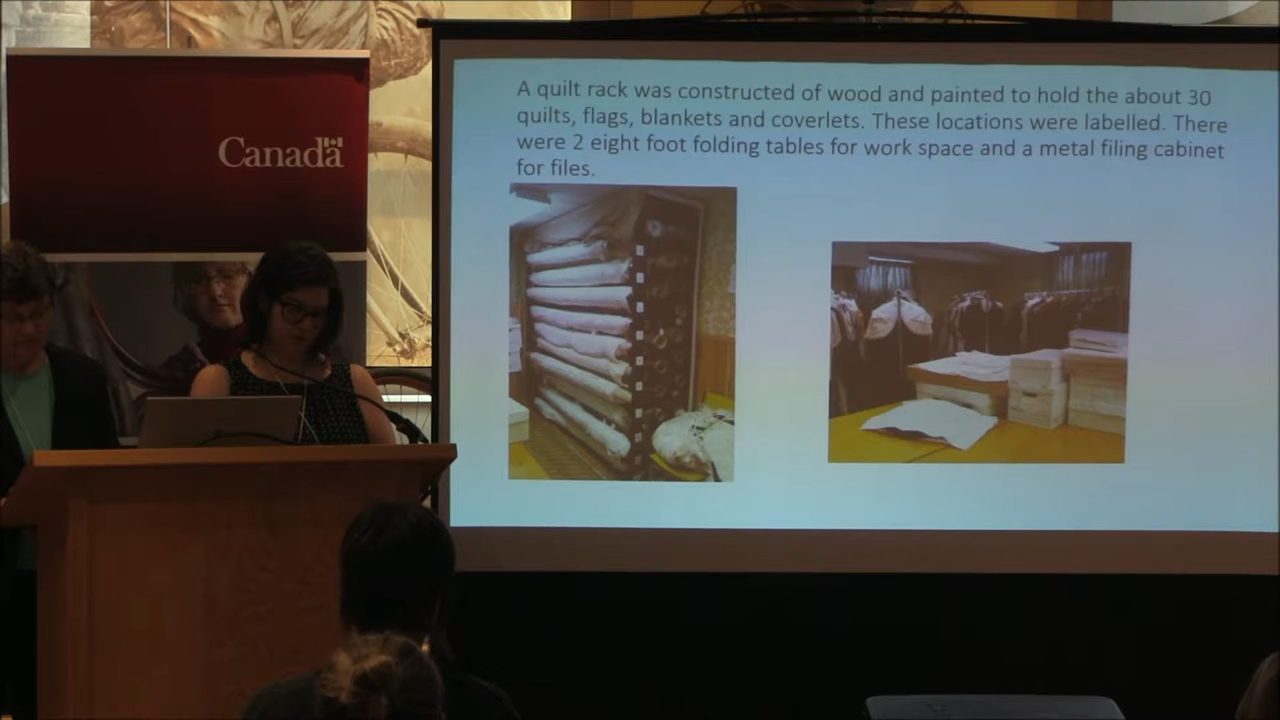 Canada
A quilt rack was constructed of wood and painted to hold the about 30
quilts, flags, blankets and coverlets. These locations were labelled. There
were 2 eight foot folding tables for work space and a metal filing cabinet
for files.